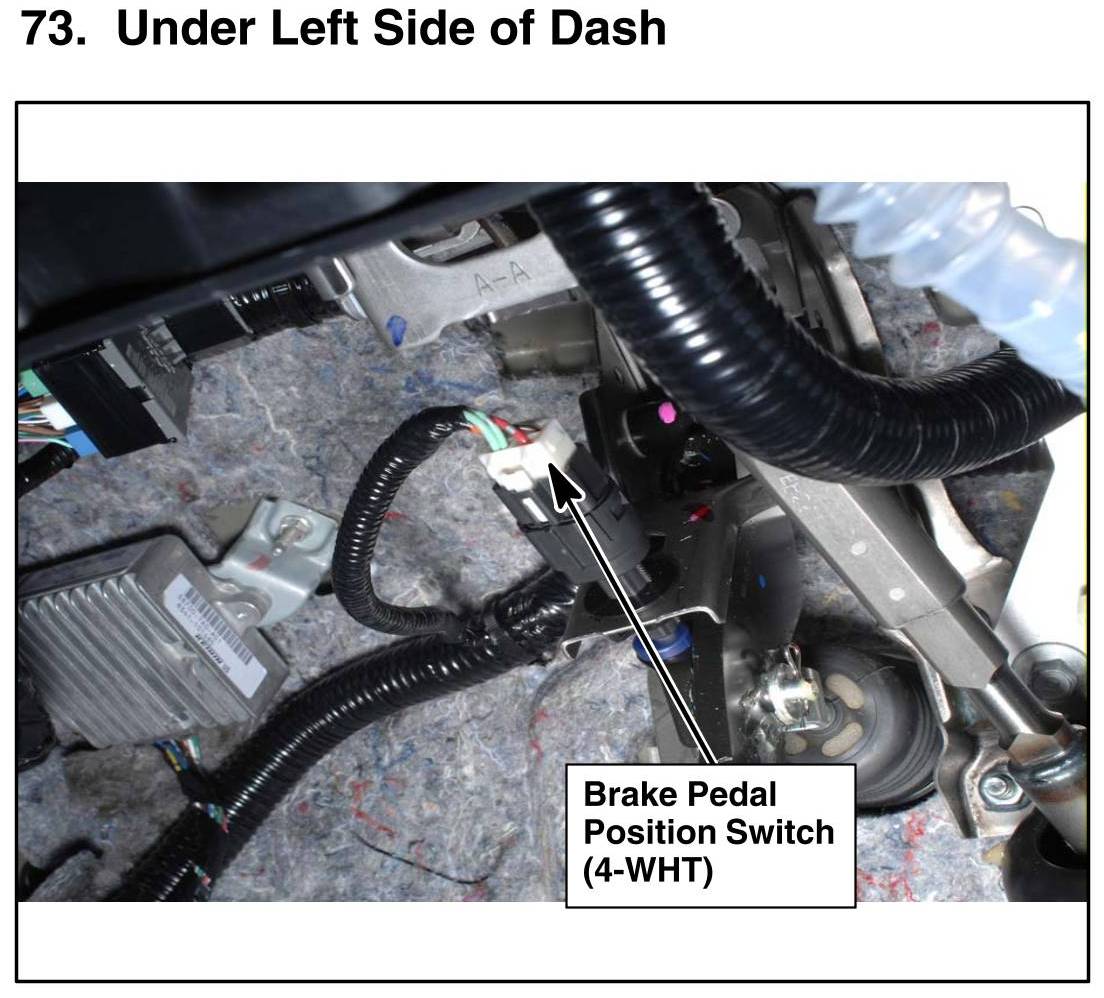 73. Under Left Side of Dash
A-A
Brake Pedal
Position Switch
(4-WHT)